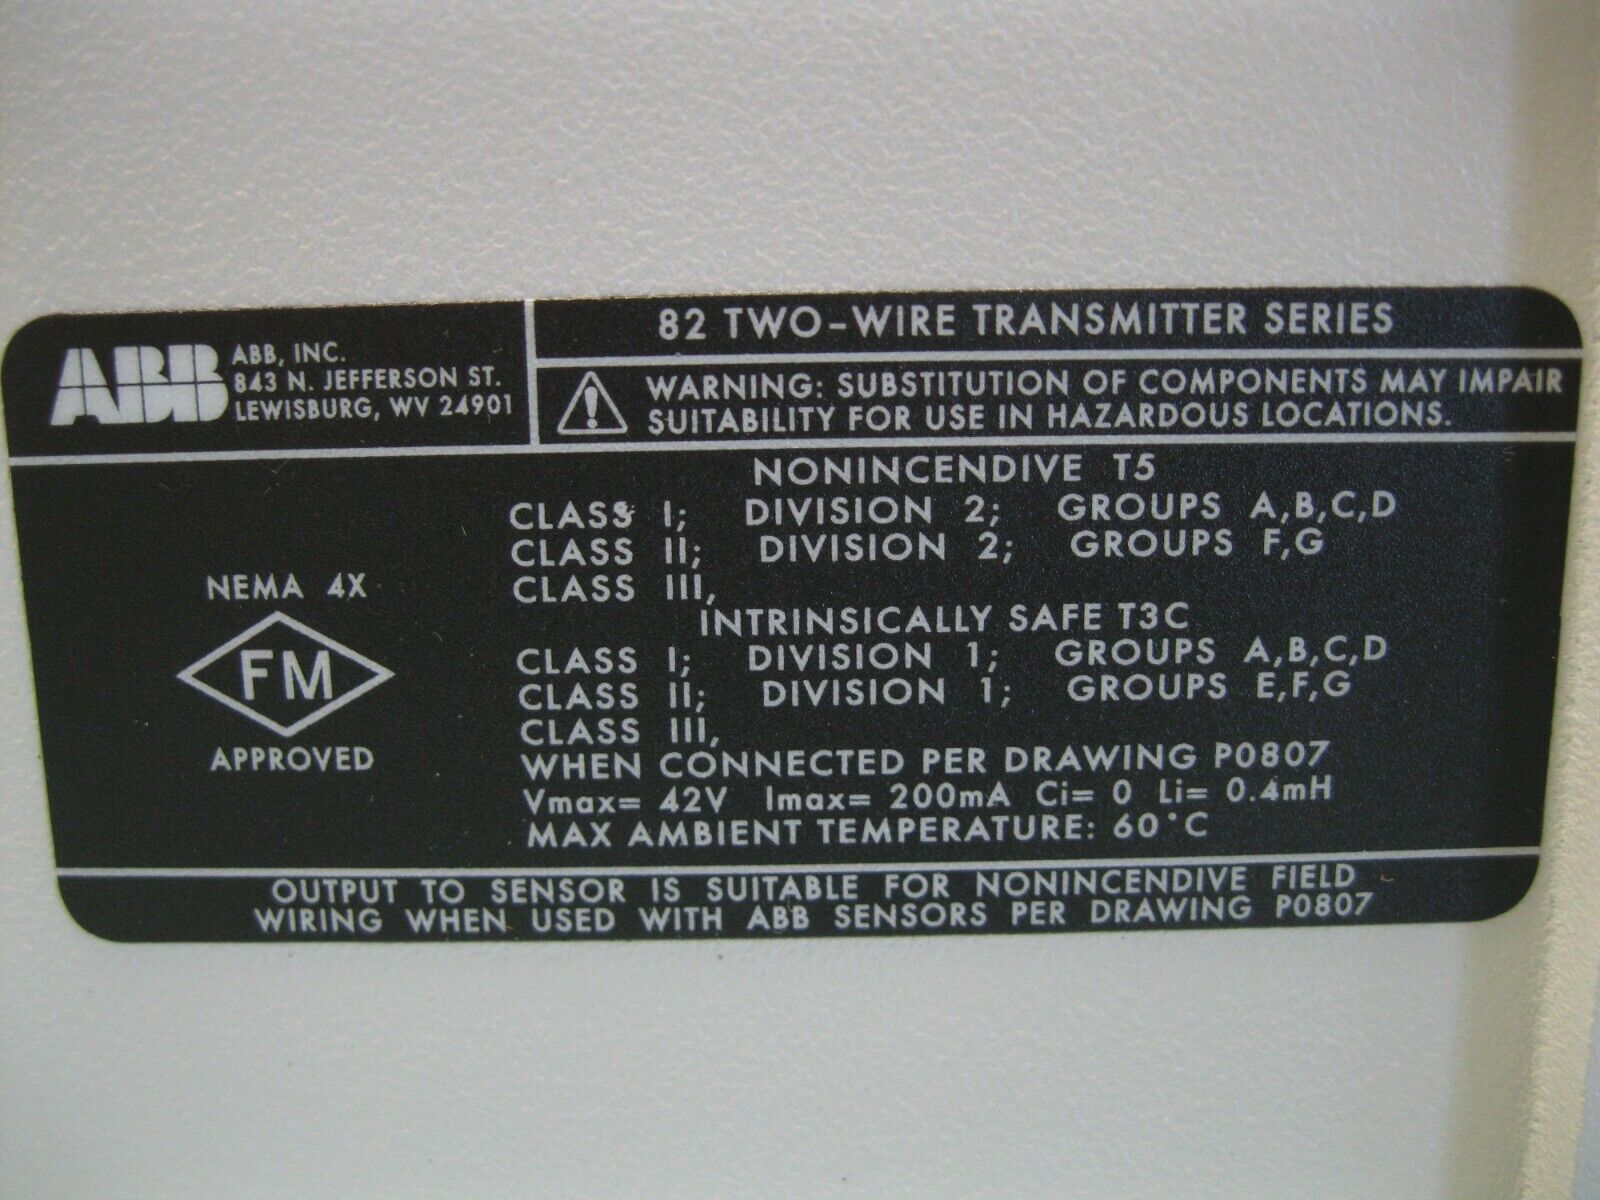 ABB
ABB, INC.
843 N. JEFFERSON ST.
LEWISBURG, WV 24901
82 TWO-WIRE TRANSMITTER SERIES
WARNING: SUBSTITUTION OF COMPONENTS MAY IMPAIR
SUITABILITY FOR USE IN HAZARDOUS LOCATIONS.
NEMA 4X
FM
APPROVED
NONINCENDIVE T5
CLASS I; DIVISION 2; GROUPS A,B,C,D
CLASS II; DIVISION 2; GROUPS F,G
CLASS III,
INTRINSICALLY SAFE T3C
CLASS I; DIVISION 1; GROUPS A,B,C,D
CLASS II; DIVISION 1; GROUPS E,F,G
CLASS III,
WHEN CONNECTED PER DRAWING P0807
Vmax= 42V Imax= 200mA Ci= 0 Li= 0.4mH
MAX AMBIENT TEMPERATURE: 60°C
OUTPUT TO SENSOR IS SUITABLE FOR NONINCENDIVE FIELD
WIRING WHEN USED WITH ABB SENSORS PER DRAWING P0807